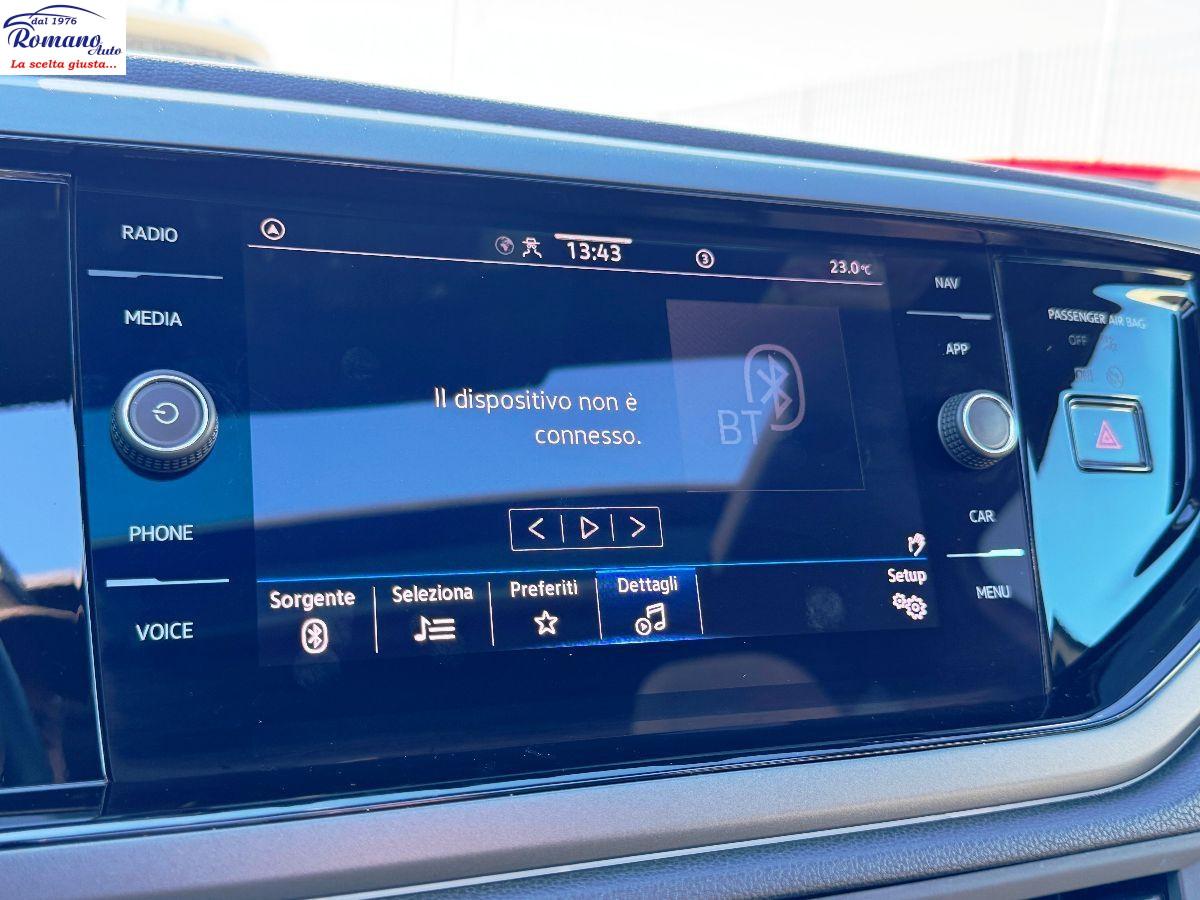 dal 1976
Romano
Auto
La scelta giusta...
RADIO
MEDIA
PHONE
VOICE
13:43
3
23.0°C
Il dispositivo non è
connesso.
BT
Sorgente
Seleziona
Preferiti
Dettagli
Setup
NAV
APP
CAR
MENU
PASSENGER AIR BAG
OFF